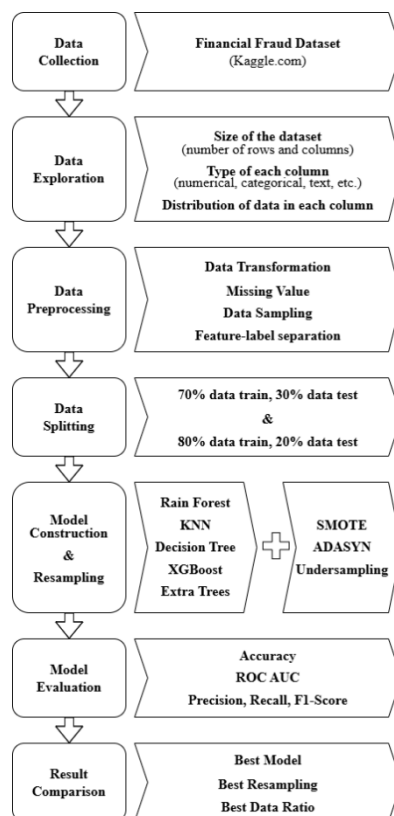 Data
Collection
Financial Fraud Dataset
(Kaggle.com)
Data
Exploration
Size of the dataset
(number of rows and columns)
Type of each column
(numerical, categorical, text, etc.)
Distribution of data in each column
Data
Preprocessing
Data Transformation
Missing Value
Data Sampling
Feature-label separation
Data
Splitting
70% data train, 30% data test
&
80% data train, 20% data test
Model
Construction
&
Resampling
Rain Forest
KNN
Decision Tree
XGBoost
Extra Trees
SMOTE
ADASYN
Undersampling
Model
Evaluation
Accuracy
ROC AUC
Precision, Recall, F1-Score
Result
Comparison
Best Model
Best Resampling
Best Data Ratio